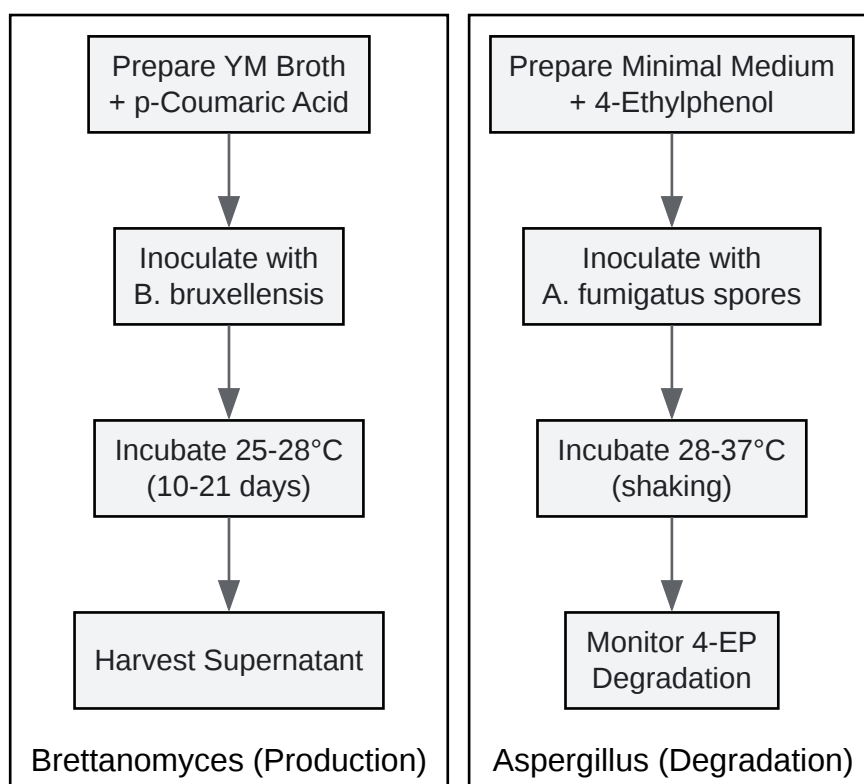 Prepare YM Broth
+ p-Coumaric Acid
Inoculate with
B. bruxellensis
Incubate 25-28°C
(10-21 days)
Harvest Supernatant
Brettanomyces (Production)
Prepare Minimal Medium
+ 4-Ethylphenol
Inoculate with
A. fumigatus spores
Incubate 28-37°C
(shaking)
Monitor 4-EP
Degradation
Aspergillus (Degradation)